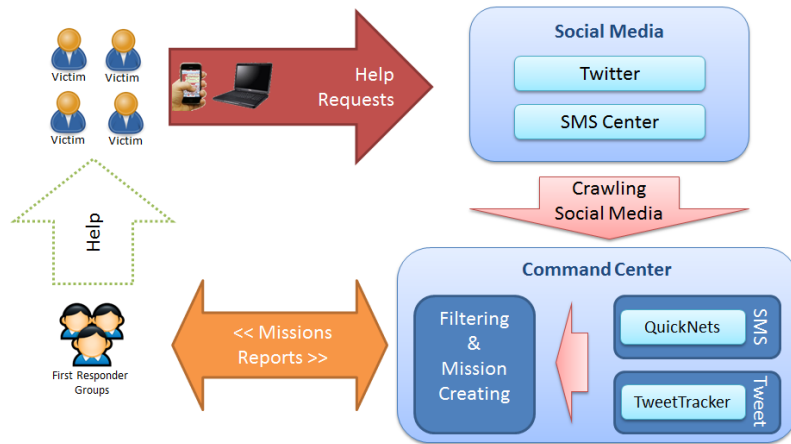 Victim
Victim
Victim
Victim
Help
Requests
Social Media
Twitter
SMS Center
Crawling
Social Media
Help
First Responder
Groups
<< Missions
Reports >>
Command Center
Filtering
&
Mission
Creating
QuickNets
SMS
TweetTracker
Tweet